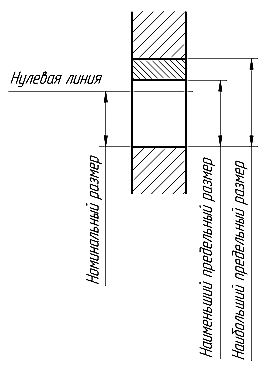 Нулевая линия
Номинальный размер
Наименьший предельный размер
Наибольший предельный размер